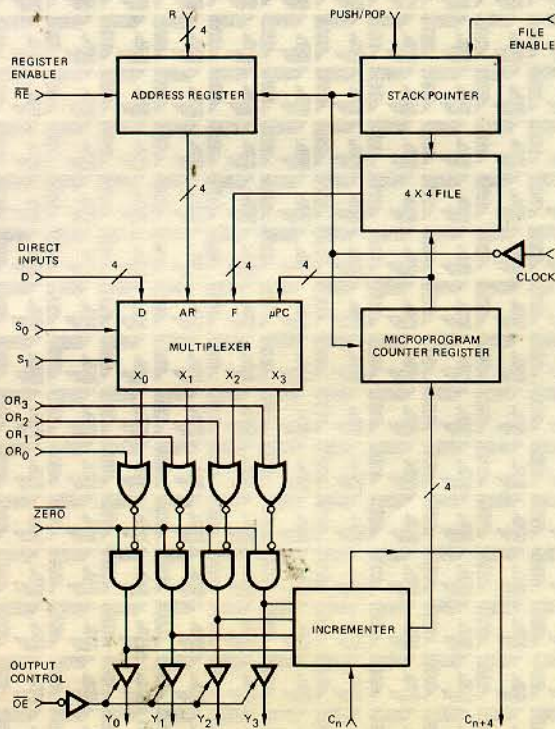 R
4
PUSH/POP
FILE
ENABLE
REGISTER
ENABLE
RE
ADDRESS REGISTER
STACK POINTER
4
4 X 4 FILE
DIRECT
INPUTS
D
4
4
4
CLOCK
D AR F μPC
S0
MULTIPLEXER
S1
X0 X1 X2 X3
MICROPROGRAM
COUNTER REGISTER
OR3
OR2
OR1
OR0
4
ZERO
INCREMENTER
OUTPUT
CONTROL
OE
Y0 Y1 Y2 Y3
Cn
Cn+4